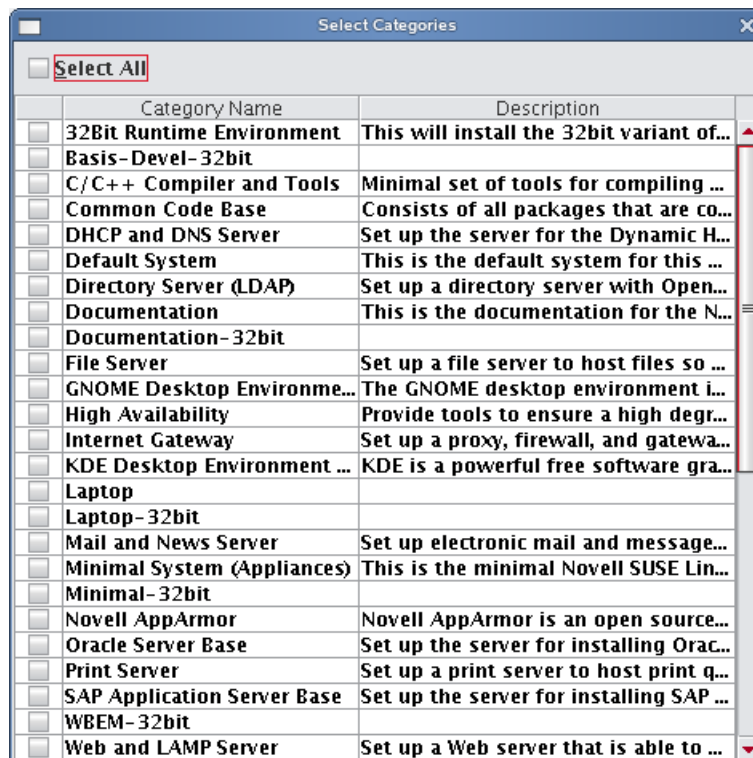 Select Categories
Select All
Category Name Description
32Bit Runtime Environment This will install the 32bit variant of...
Basis-Devel-32bit
C/C++ Compiler and Tools Minimal set of tools for compiling ...
Common Code Base Consists of all packages that are co...
DHCP and DNS Server Set up the server for the Dynamic H...
Default System This is the default system for this ...
Directory Server (LDAP) Set up a directory server with Open...
Documentation This is the documentation for the N...
Documentation-32bit
File Server Set up a file server to host files so ...
GNOME Desktop Environme... The GNOME desktop environment i...
High Availability Provide tools to ensure a high degr...
Internet Gateway Set up a proxy, firewall, and gatewa...
KDE Desktop Environment ... KDE is a powerful free software gra...
Laptop
Laptop-32bit
Mail and News Server Set up electronic mail and message...
Minimal System (Appliances) This is the minimal Novell SUSE Lin...
Minimal-32bit
Novell AppArmor Novell AppArmor is an open source...
Oracle Server Base Set up the server for installing Orac...
Print Server Set up a print server to host print q...
SAP Application Server Base Set up the server for installing SAP ...
WBEM-32bit
Web and LAMP Server Set up a Web server that is able to ...